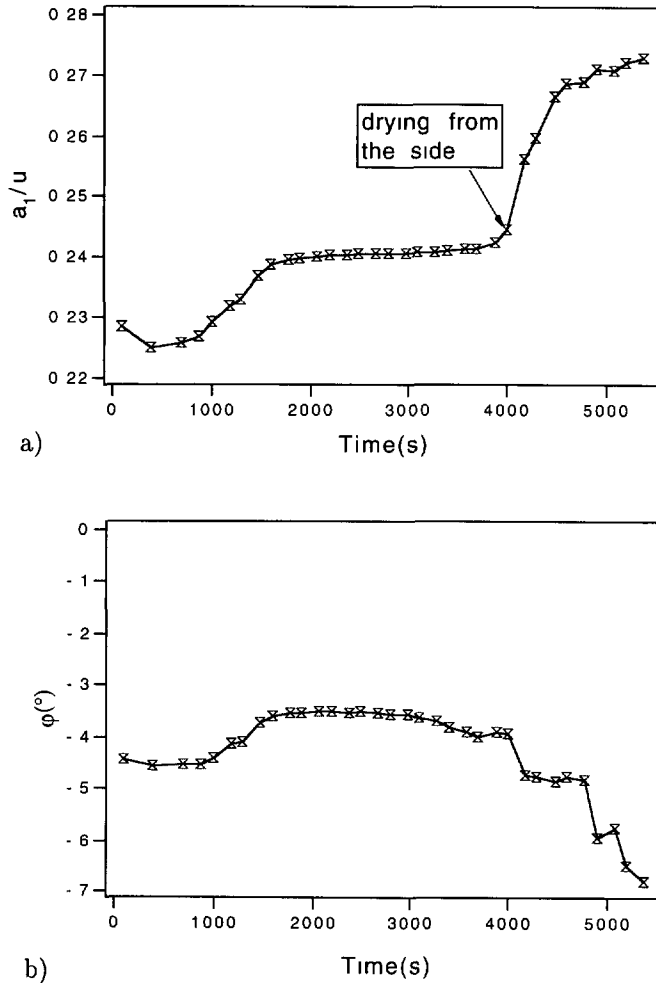 0 28
0 27
0 26
0 25
0 24
0 23
0 22
a1/u
drying from
the side
0 1000 2000 3000 4000 5000
Time(s)
a)
0
- 1
- 2
- 3
- 4
- 5
- 6
- 7
φ(°)
0 1000 2000 3000 4000 5000
Time(s)
b)